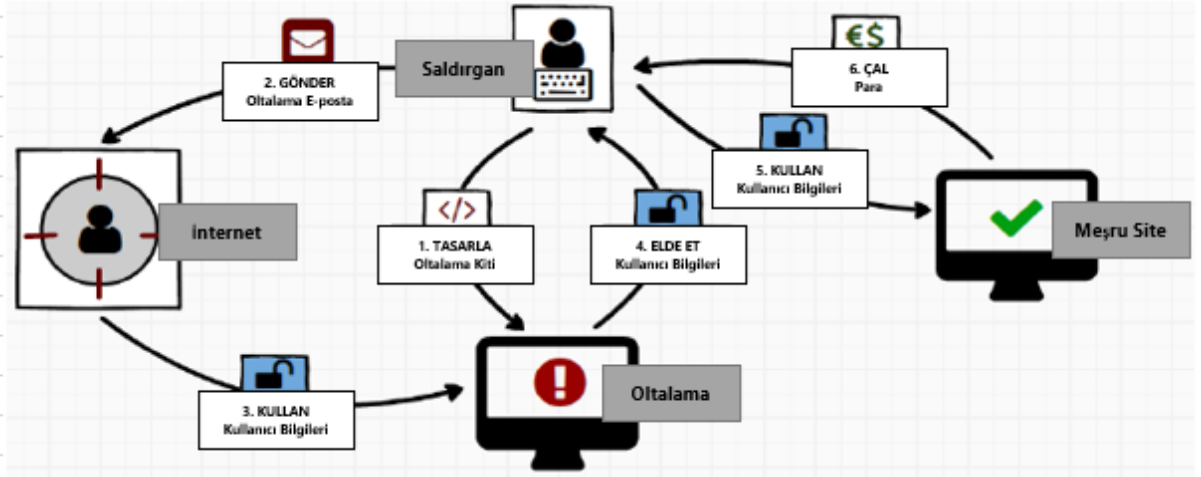 €$
6. ÇAL
Para
2. GÖNDER
Oltalama E-posta
Saldırgan
5. KULLAN
Kullanıcı Bilgileri
</>
1. TASARLA
Oltalama Kiti
4. ELDE ET
Kullanıcı Bilgileri
internet
Meşru Site
3. KULLAN
Kullanıcı Bilgileri
!
Oltalama